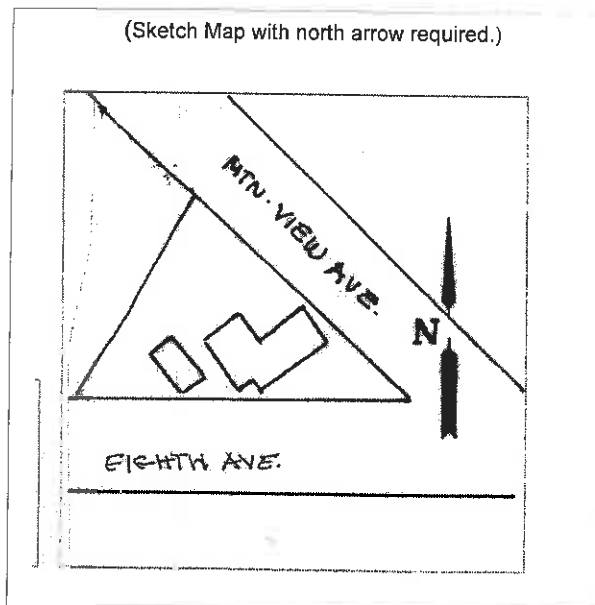 (Sketch Map with north arrow required.)
MTN. VIEW AVE.
N
EIGHTH AVE.